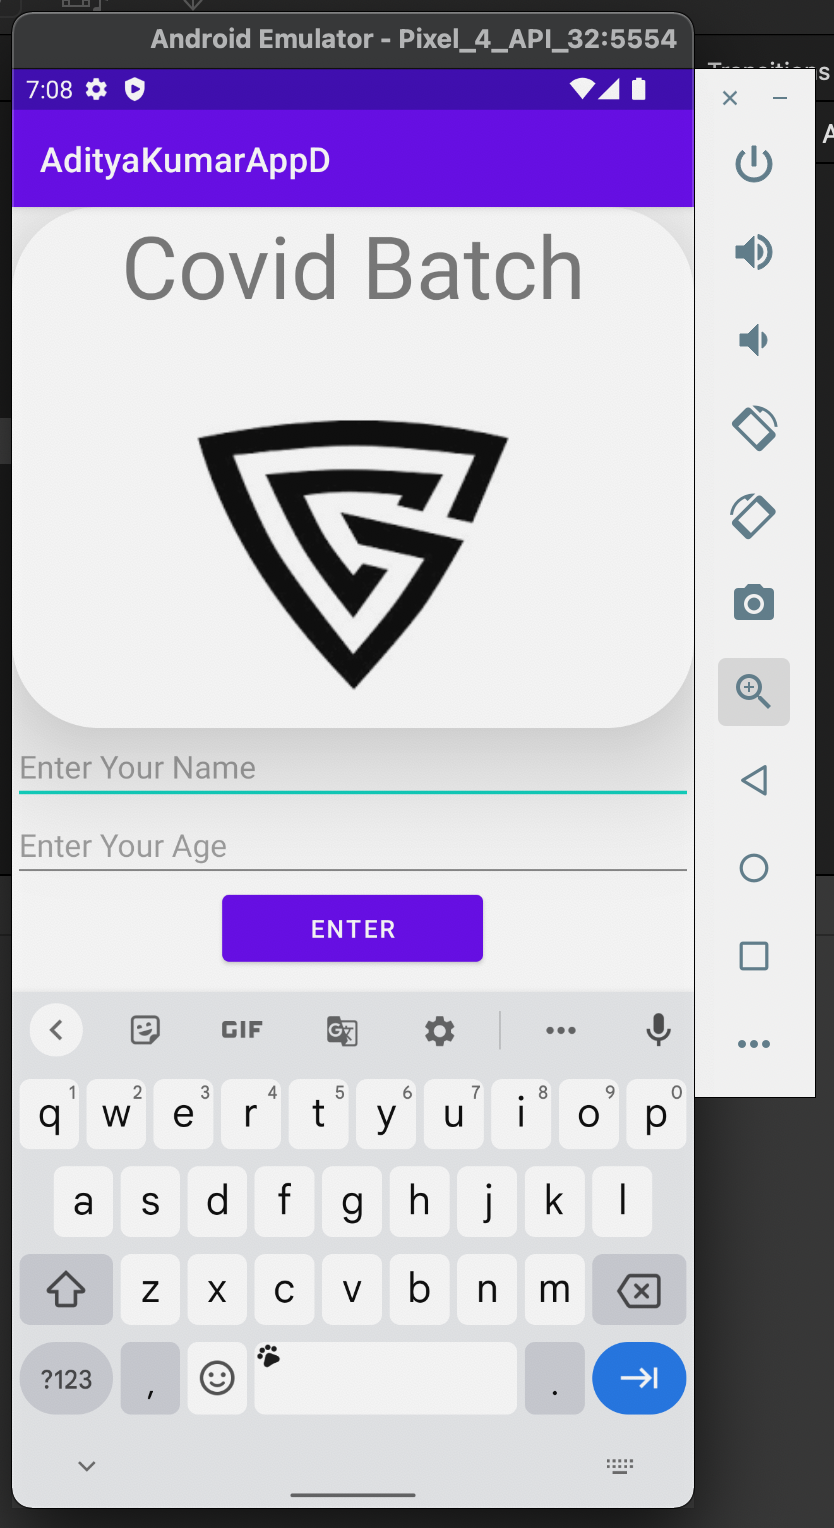 Android Emulator - Pixel_4_API_32:5554
Transitions
7:08
A
AdityaKumarAppD
Covid Batch
Enter Your Name
Enter Your Age
ENTER
GIF
G
1 2 3 4 5 6 7 8 9 0
q w e r t y u i o p
a s d f g h j k l
z x c v b n m
?123 , .